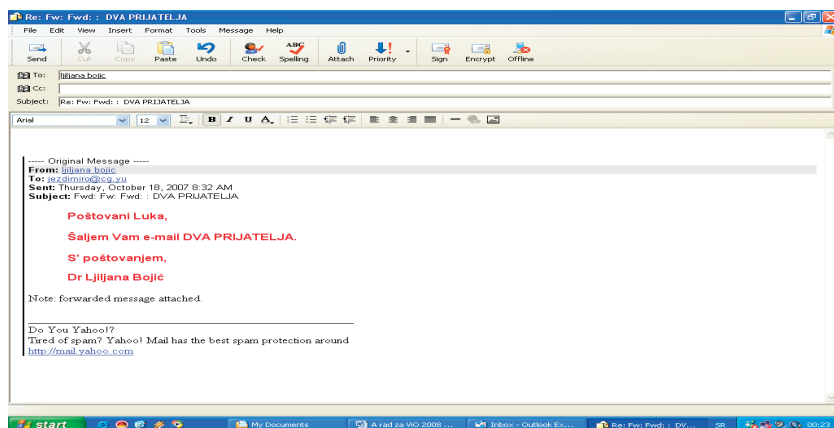 Re: Fw: Fwd: : DVA PRIJATELJA
File Edit View Insert Format Tools Message Help
Send Cut Copy Paste Undo Check Spelling Attach Priority Sign Encrypt Offline
To: ljiljana bojic
Cc:
Subject: Re: Fw: Fwd: : DVA PRIJATELJA
Arial 12 B I U A
----- Original Message -----
From: ljiljana bojic
To: jezdimiro@cg.yu
Sent: Thursday, October 18, 2007 8:32 AM
Subject: Fwd: Fw: Fwd: : DVA PRIJATELJA
Poštovani Luka,
Šaljem Vam e-mail DVA PRIJATELJA.
S' poštovanjem,
Dr Ljiljana Bojić
Note: forwarded message attached.
Do You Yahoo!?
Tired of spam? Yahoo! Mail has the best spam protection around
http://mail.yahoo.com
start My Documents A rad za ViO 2008 ... Inbox - Outlook Ex... Re: Fw: Fwd: : DV... SR 00:23